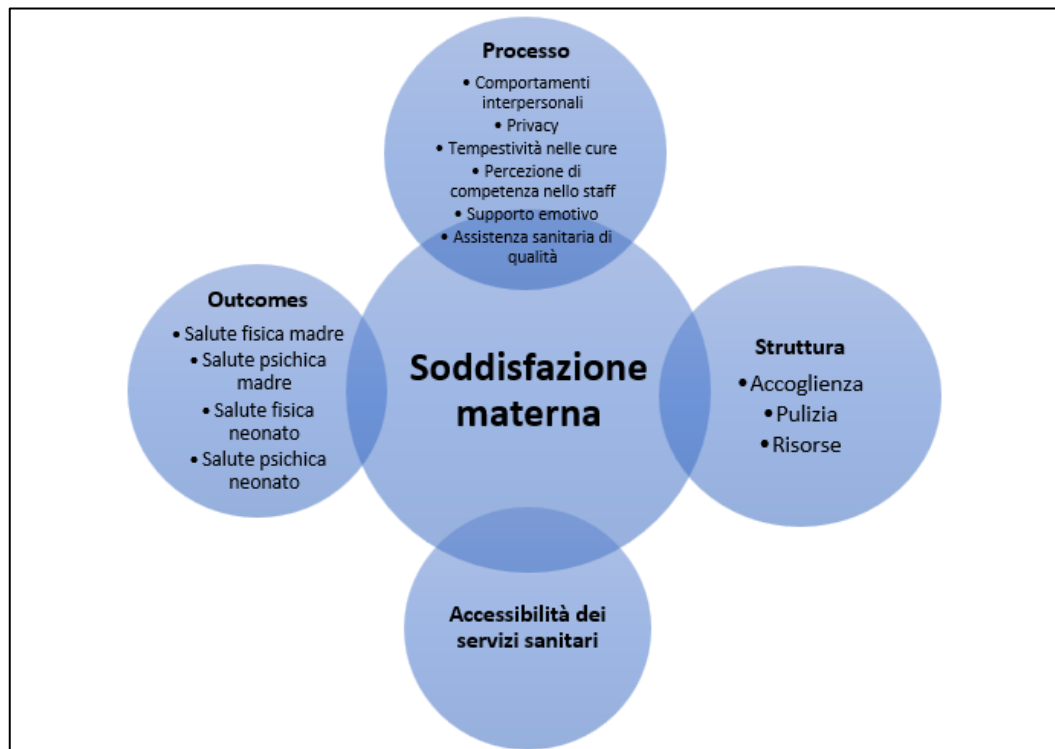 Processo
• Comportamenti
interpersonali
• Privacy
• Tempestività nelle cure
• Percezione di
competenza nello staff
• Supporto emotivo
• Assistenza sanitaria di
qualità
Outcomes
• Salute fisica madre
• Salute psichica
madre
• Salute fisica
neonato
• Salute psichica
neonato
Soddisfazione
materna
Struttura
•Accoglienza
•Pulizia
•Risorse
Accessibilità dei
servizi sanitari